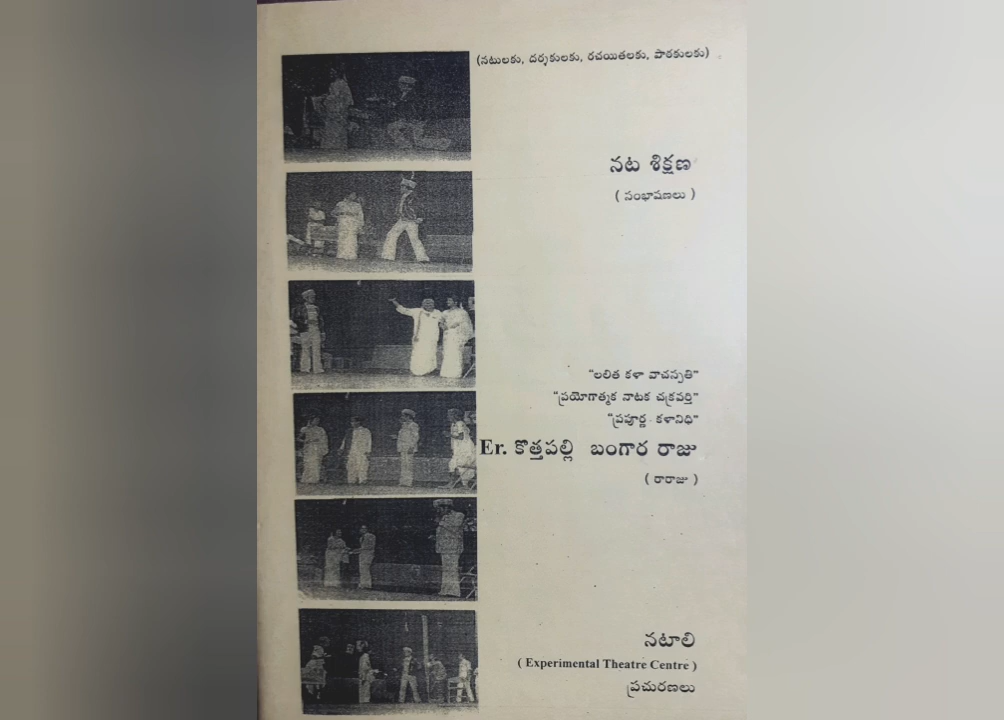 (నటులకు, దర్శకులకు, రచయితలకు, పాఠకులకు)
నట శిక్షణ
( సంభాషణలు )
“లలిత కళా వాచస్పతి”
“ప్రయోగాత్మక నాటక చక్రవర్తి”
“ప్రపూర్ణ కళానిధి”
Er. కొత్తపల్లి బంగార రాజు
( రారాజు )
నటాలి
( Experimental Theatre Centre )
ప్రచురణలు